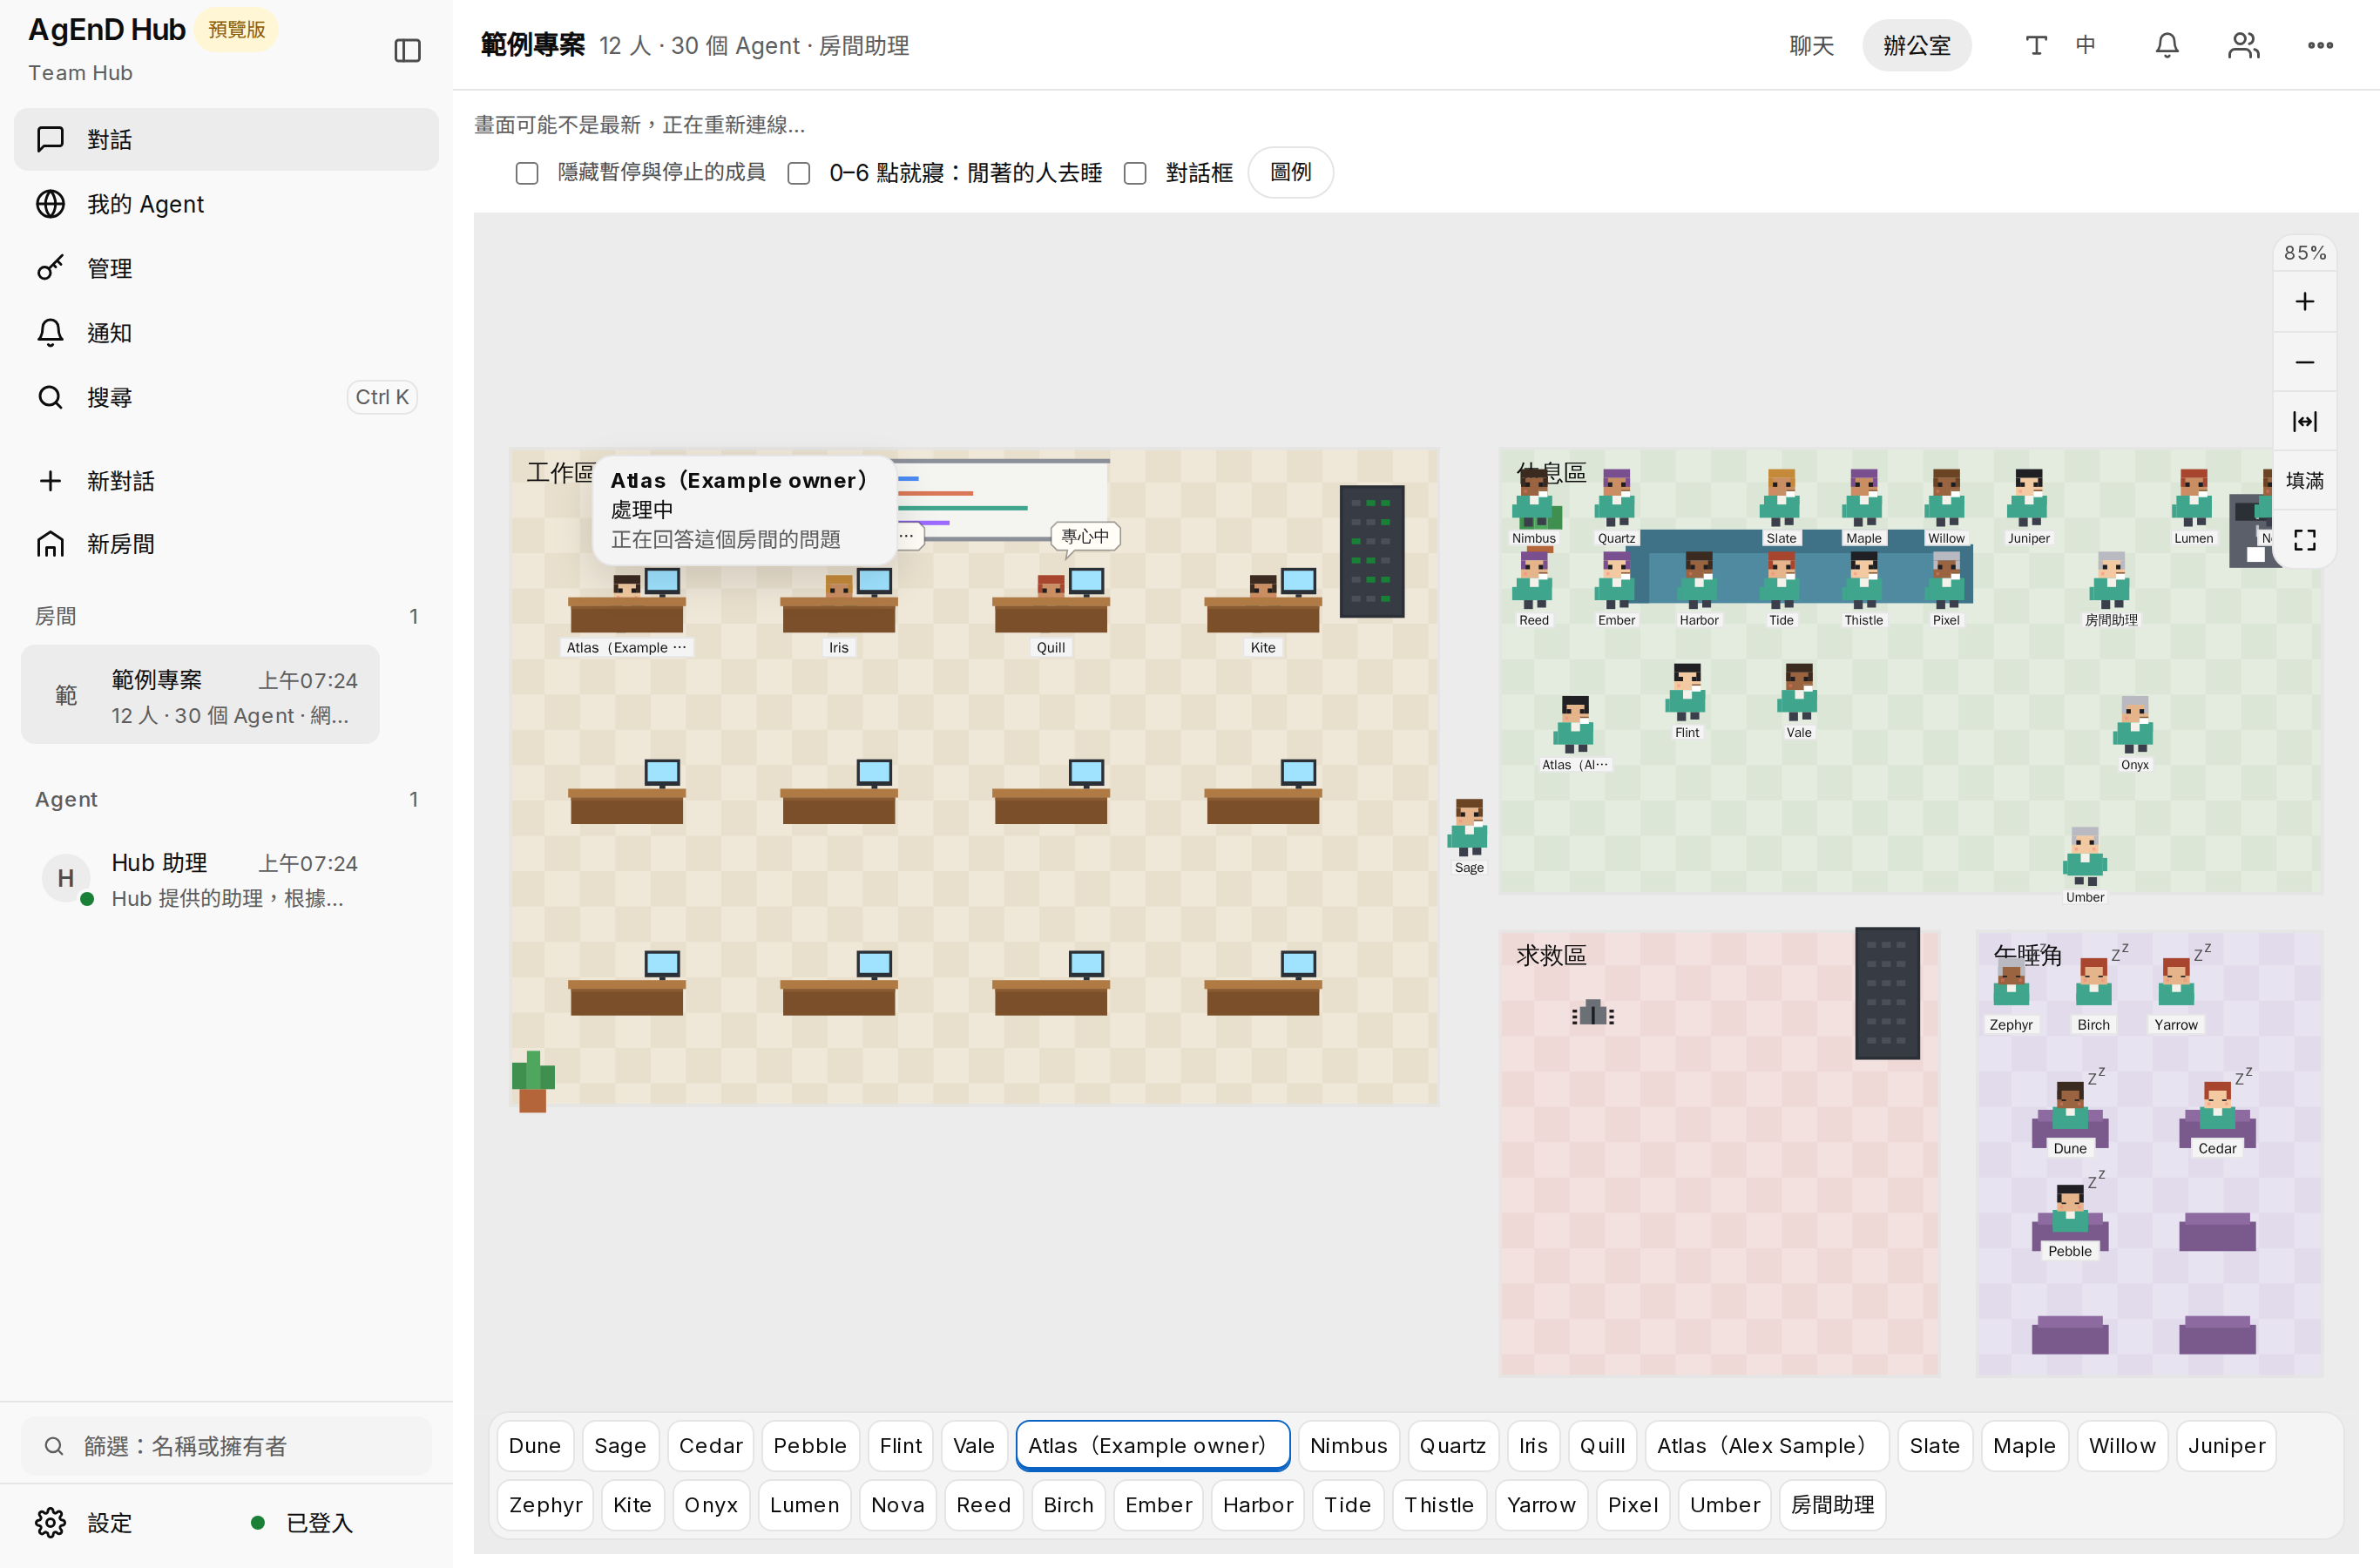 AgEnD Hub 預覽版
Team Hub
對話
我的 Agent
管理
通知
搜尋 Ctrl K
新對話
新房間
房間 1
範 範例專案 上午07:24
12 人 · 30 個 Agent · 網...
Agent 1
H Hub 助理 上午07:24
Hub 提供的助理，根據...
篩選：名稱或擁有者
設定 已登入
範例專案 12 人 · 30 個 Agent · 房間助理
聊天 辦公室 中
畫面可能不是最新，正在重新連線...
隱藏暫停與停止的成員 0–6 點就寢：閒著的人去睡 對話框 圖例
85%
填滿
工作區
Atlas（Example owner）
處理中
正在回答這個房間的問題
...
專心中
Atlas（Example ... Iris Quill Kite
休息區
Nimbus Quartz Slate Maple Willow Juniper Lumen
Reed Ember Harbor Tide Thistle Pixel 房間助理
Flint Vale
Atlas（Al... Onyx
Sage
Umber
求救區
午睡角
Zephyr Birch Yarrow
Dune Cedar
Pebble
Dune Sage Cedar Pebble Flint Vale Atlas（Example owner） Nimbus Quartz Iris Quill Atlas（Alex Sample） Slate Maple Willow Juniper
Zephyr Kite Onyx Lumen Nova Reed Birch Ember Harbor Tide Thistle Yarrow Pixel Umber 房間助理